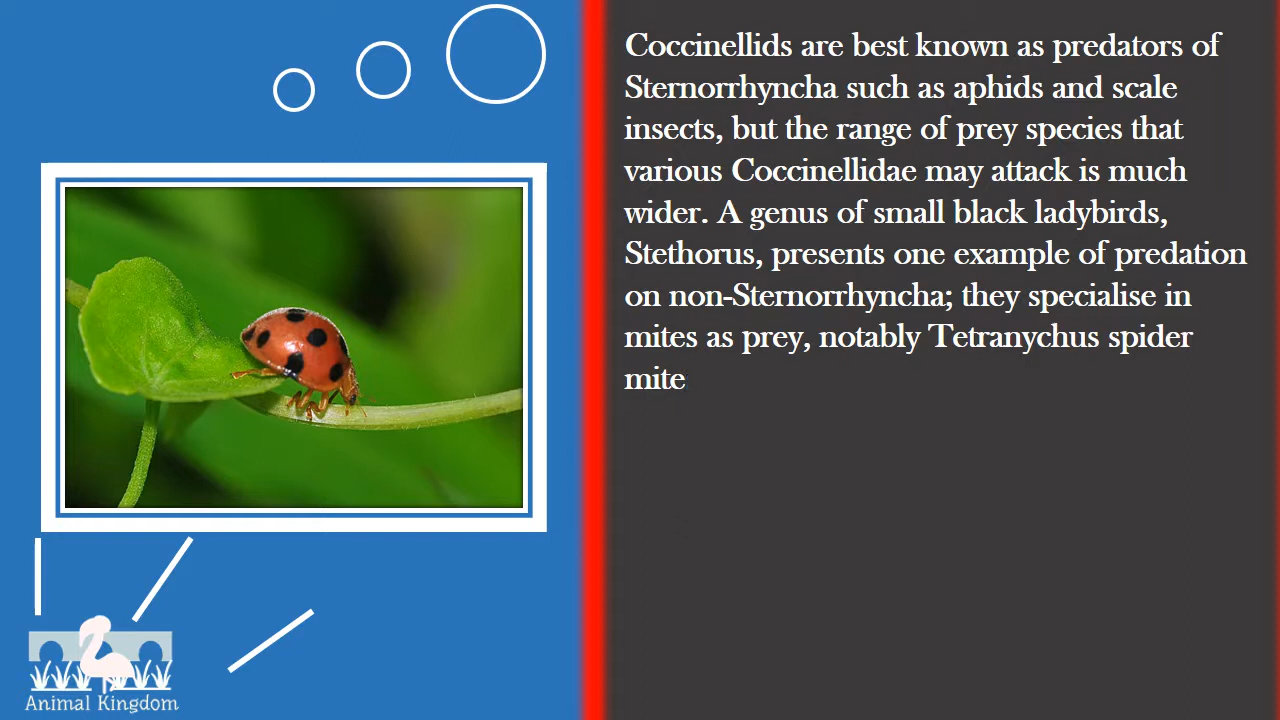 Coccinellids are best known as predators of
Sternorrhyncha such as aphids and scale
insects, but the range of prey species that
various Coccinellidae may attack is much
wider. A genus of small black ladybirds,
Stethorus, presents one example of predation
on non-Sternorrhyncha; they specialise in
mites as prey, notably Tetranychus spider
mite
Animal Kingdom